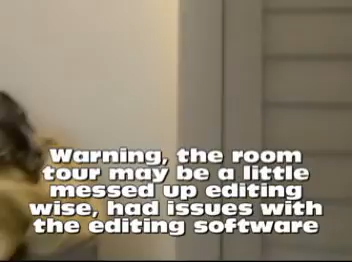 Warning, the room
tour may be a little
messed up editing
wise, had issues with
the editing software